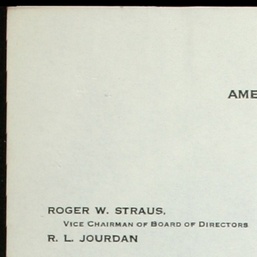 AME
ROGER W. STRAUS,
VICE CHAIRMAN OF BOARD OF DIRECTORS
R. L. JOURDAN